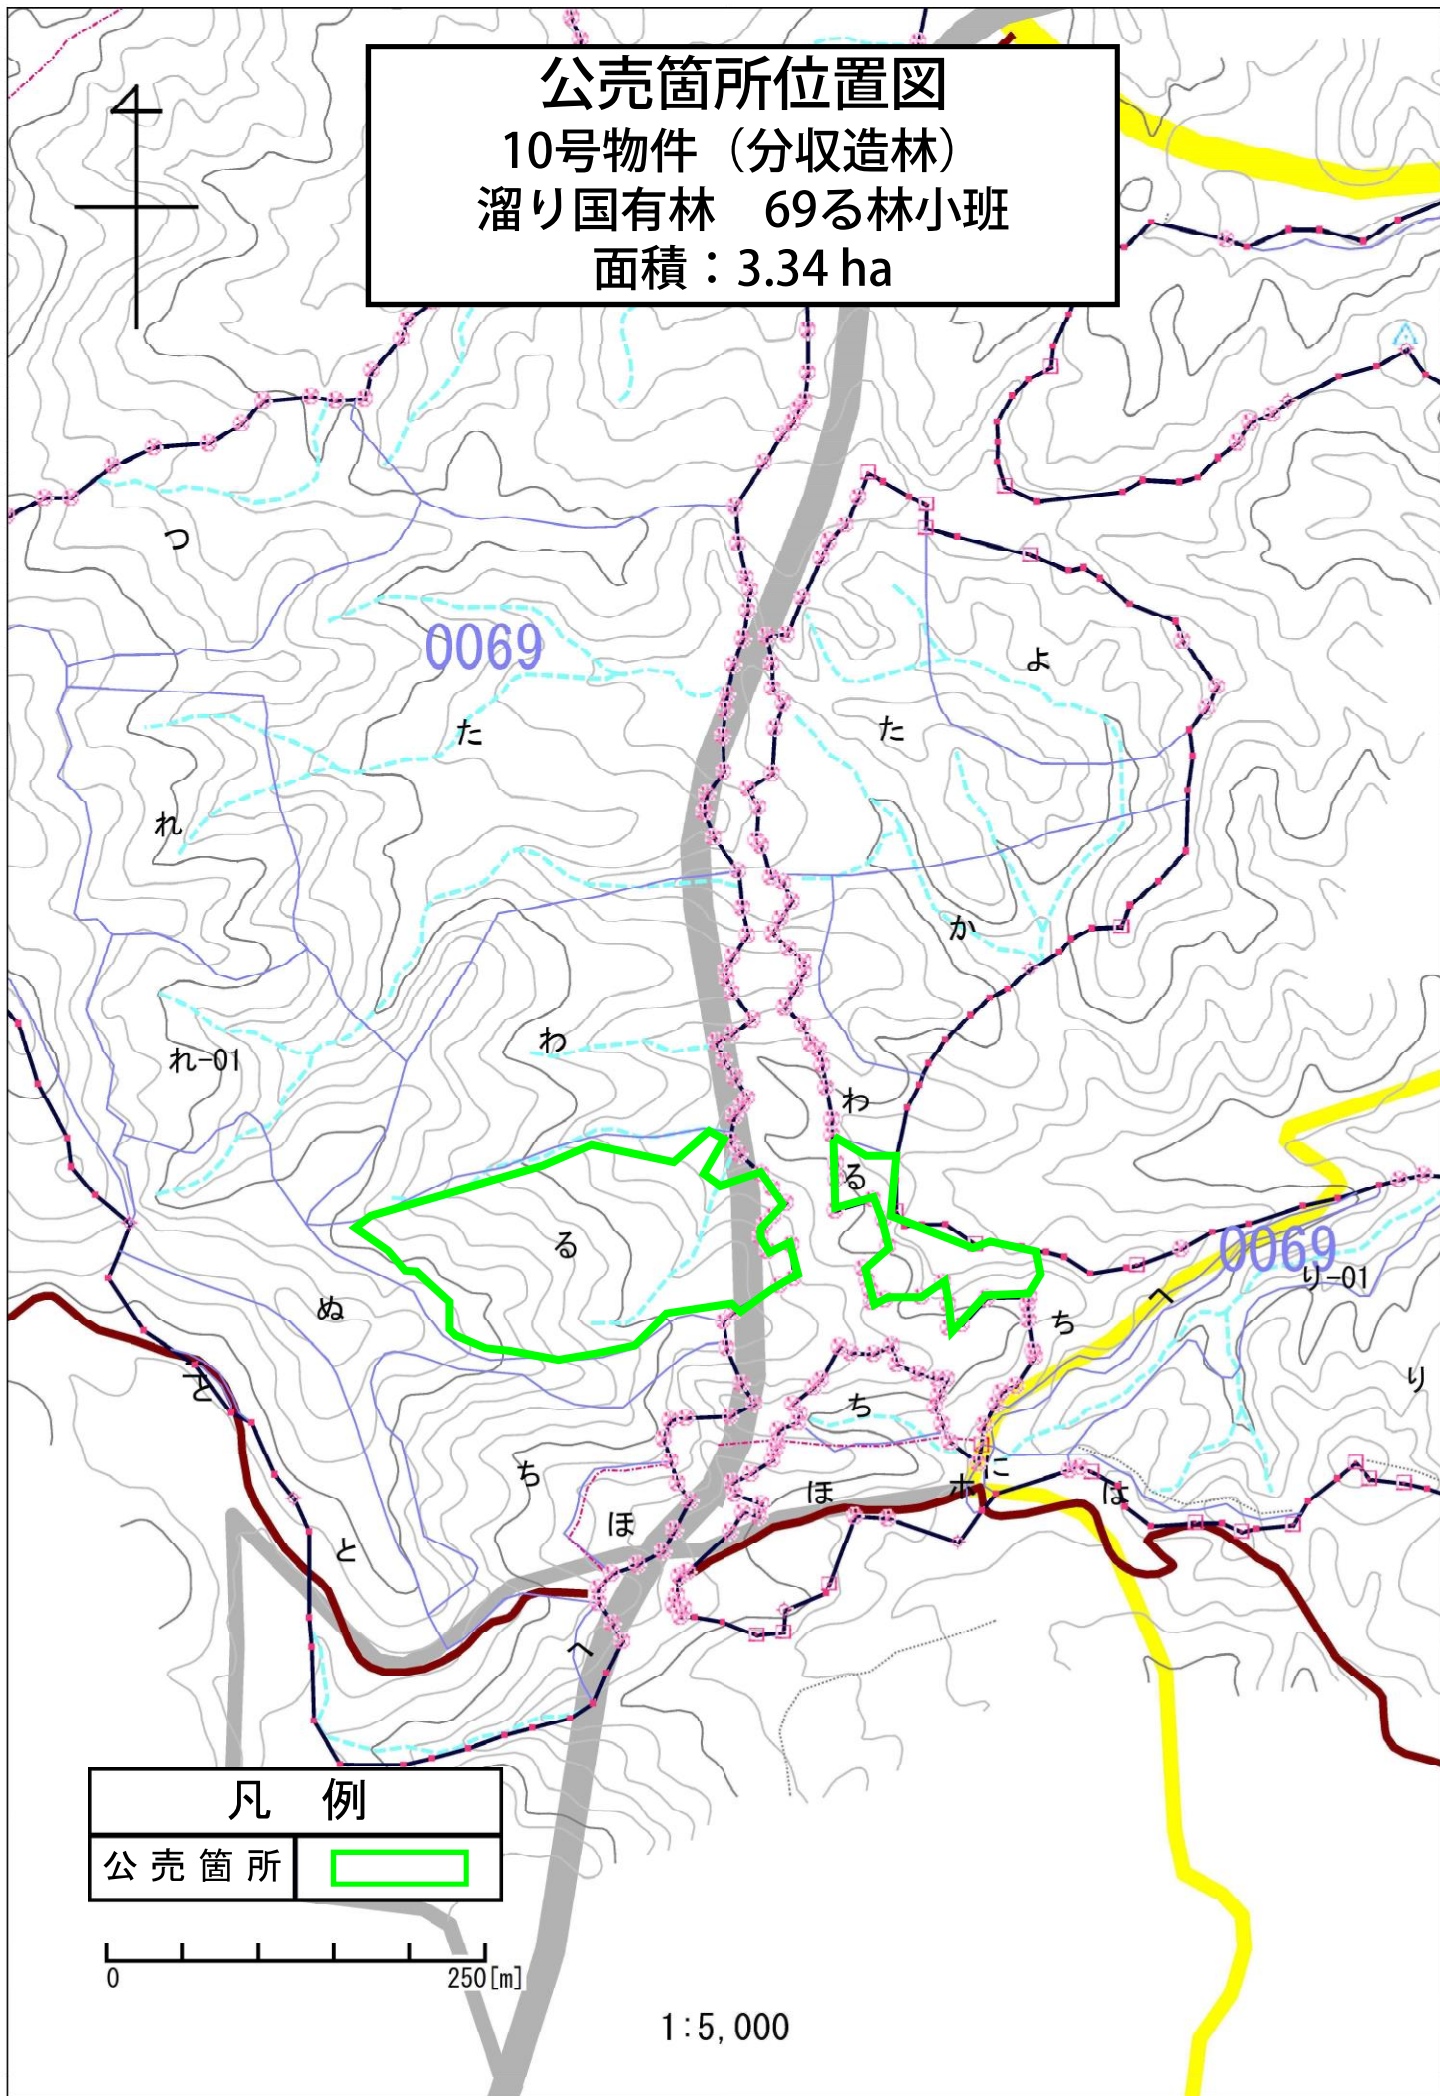 公売箇所位置図
10号物件（分収造林）
溜り国有林　69る林小班
面積：3.34 ha
つ
0069
よ
た
た
れ
か
れ-01
わ
わ
る
る
0069
り-01
ぬ
へ
ち
と
り
ち
ち
に
ホ
ほ
は
ほ
と
へ
凡　例
公売箇所
0
250[m]
1:5,000